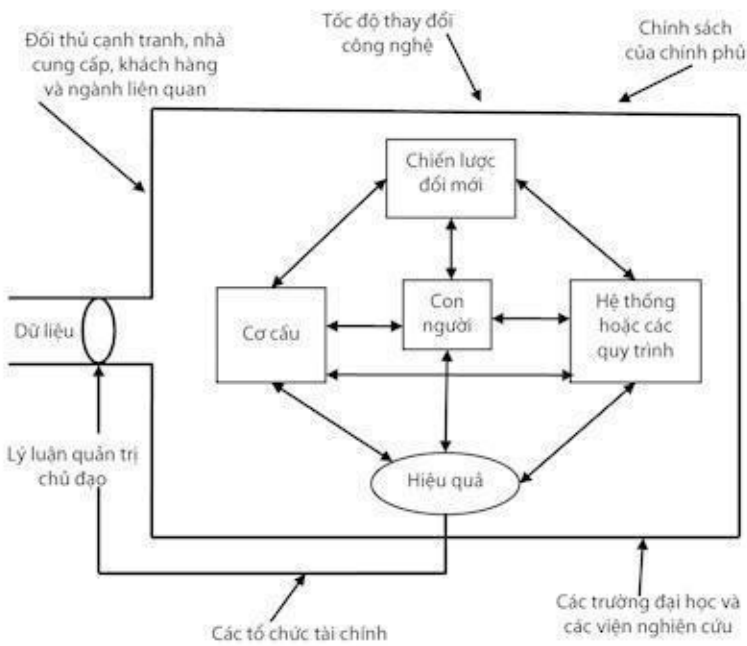 Đối thủ cạnh tranh, nhà
cung cấp, khách hàng
và ngành liên quan
Tốc độ thay đổi
công nghệ
Chính sách
của chính phủ
Chiến lược
đổi mới
Dữ liệu
Cơ cấu
Con
người
Hệ thống
hoặc các
quy trình
Lý luận quản trị
chủ đạo
Hiệu quả
Các tổ chức tài chính
Các trường đại học và
các viện nghiên cứu